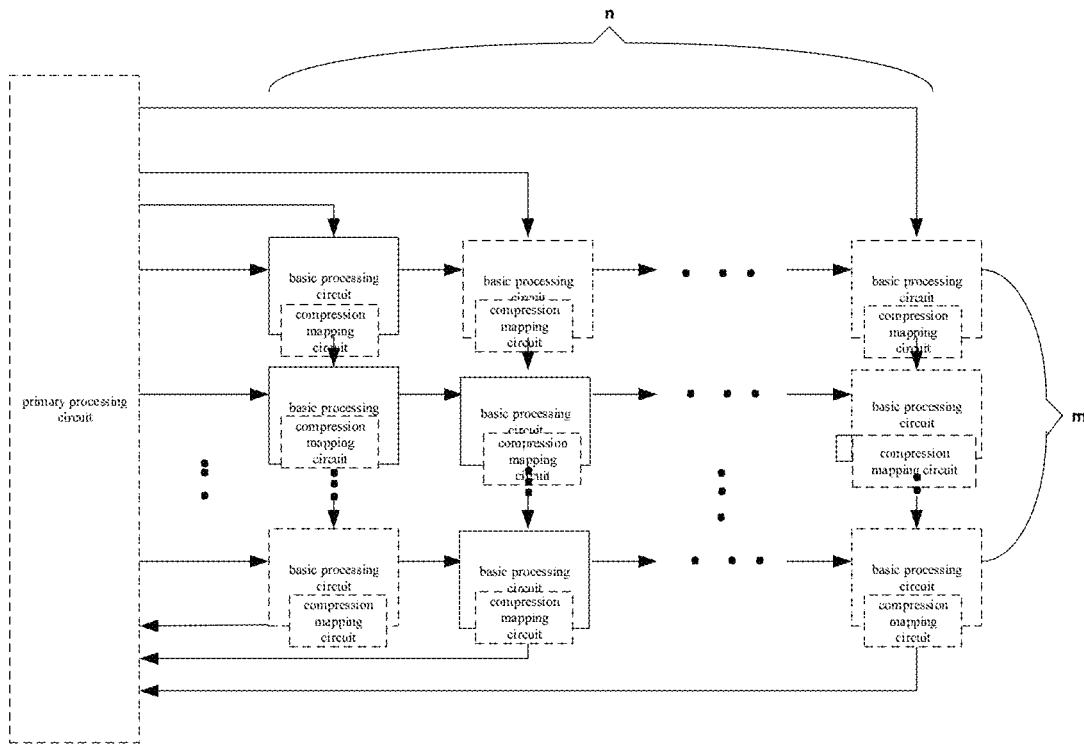 n
basic processing
circuit
compression
mapping
circuit
basic processing
circuit
compression
mapping
circuit
basic processing
circuit
compression
mapping
circuit
primary processing
circuit
basic processing
circuit
compression
mapping
circuit
basic processing
circuit
compression
mapping
circuit
basic processing
circuit
compression
mapping circuit
m
basic processing
circuit
compression
mapping
circuit
basic processing
circuit
compression
mapping
circuit
basic processing
circuit
compression
mapping
circuit